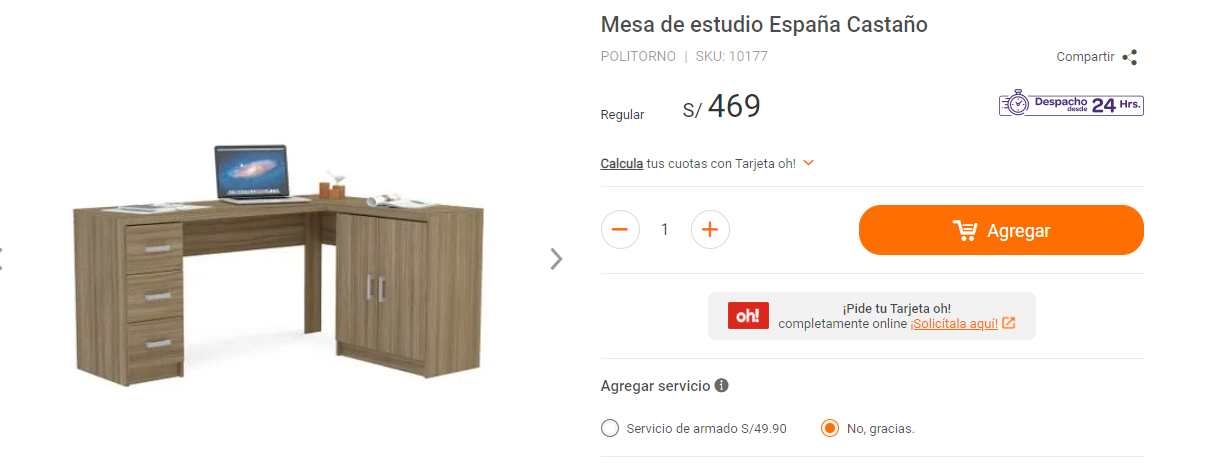 Mesa de estudio España Castaño
POLITORNO | SKU: 10177
Compartir
Regular S/ 469
Despacho desde 24 Hrs.
Calcula tus cuotas con Tarjeta oh!
1
Agregar
oh!
¡Pide tu Tarjeta oh!
completamente online ¡Solicítala aquí!
Agregar servicio
Servicio de armado S/49.90
No, gracias.